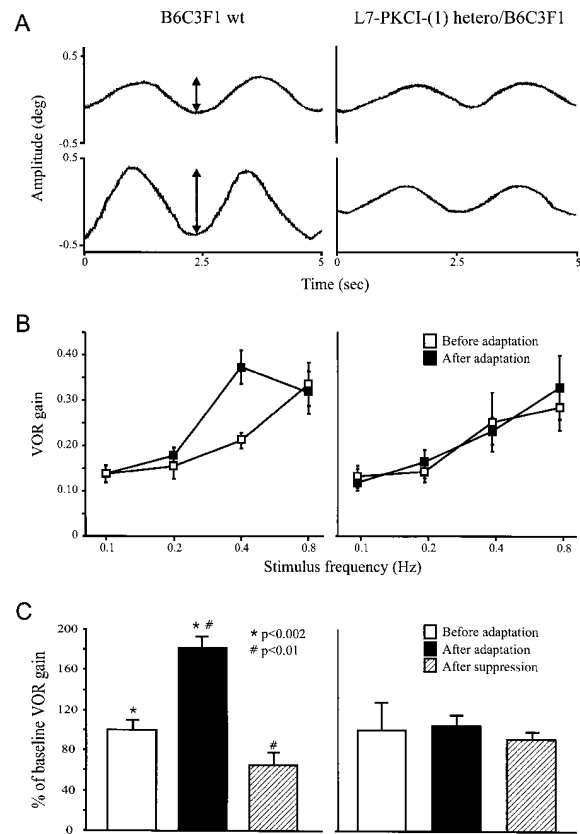 A
B6C3F1 wt
L7-PKCI-(1) hetero/B6C3F1
0.5
-0.5
0.5
-0.5
Amplitude (deg)
0
2.5
5
0
2.5
5
Time (sec)
B
Before adaptation
After adaptation
VOR gain
0.40
0.30
0.20
0.10
0
0.1
0.2
0.4
0.8
0.1
0.2
0.4
0.8
Stimulus frequency (Hz)
C
% of baseline VOR gain
200
160
120
80
40
0
*
* #
#
* p<0.002
# p<0.01
Before adaptation
After adaptation
After suppression